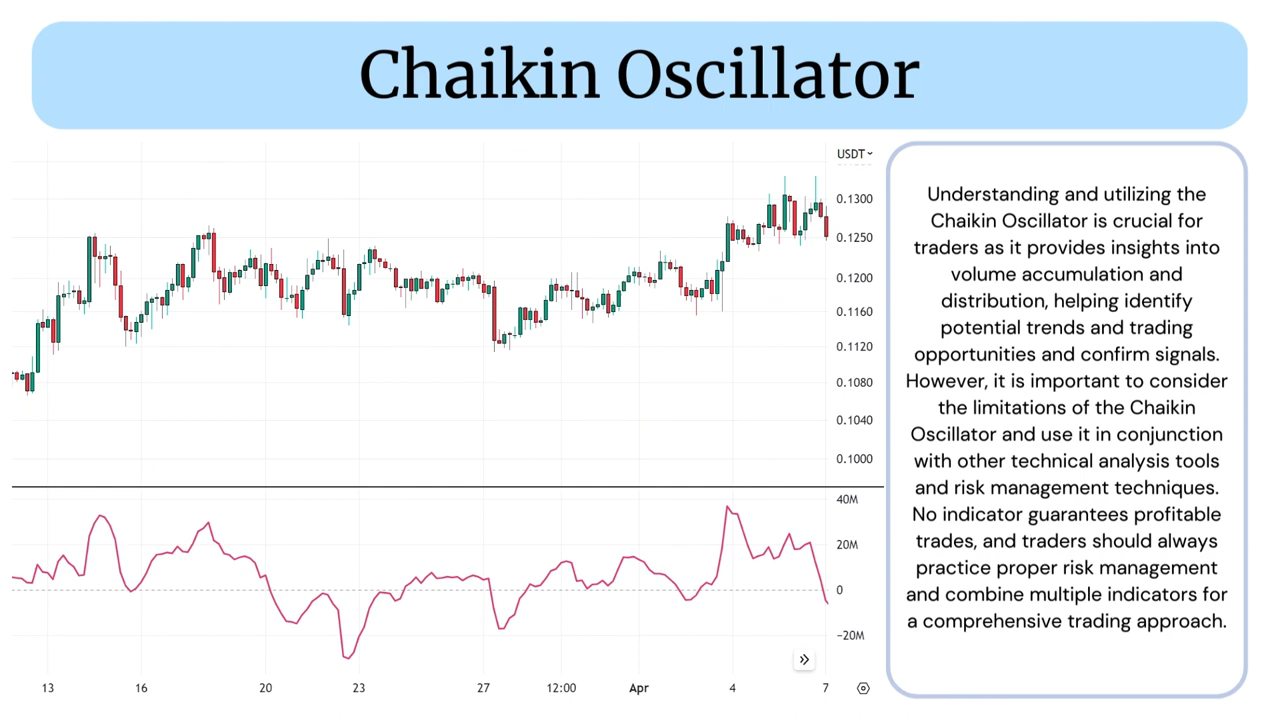 Chaikin Oscillator
USDT
0.1300
0.1250
0.1200
0.1160
0.1120
0.1080
0.1040
0.1000
40M
20M
0
−20M
13 16 20 23 27 12:00 Apr 4 7
Understanding and utilizing the
Chaikin Oscillator is crucial for
traders as it provides insights into
volume accumulation and
distribution, helping identify
potential trends and trading
opportunities and confirm signals.
However, it is important to consider
the limitations of the Chaikin
Oscillator and use it in conjunction
with other technical analysis tools
and risk management techniques.
No indicator guarantees profitable
trades, and traders should always
practice proper risk management
and combine multiple indicators for
a comprehensive trading approach.